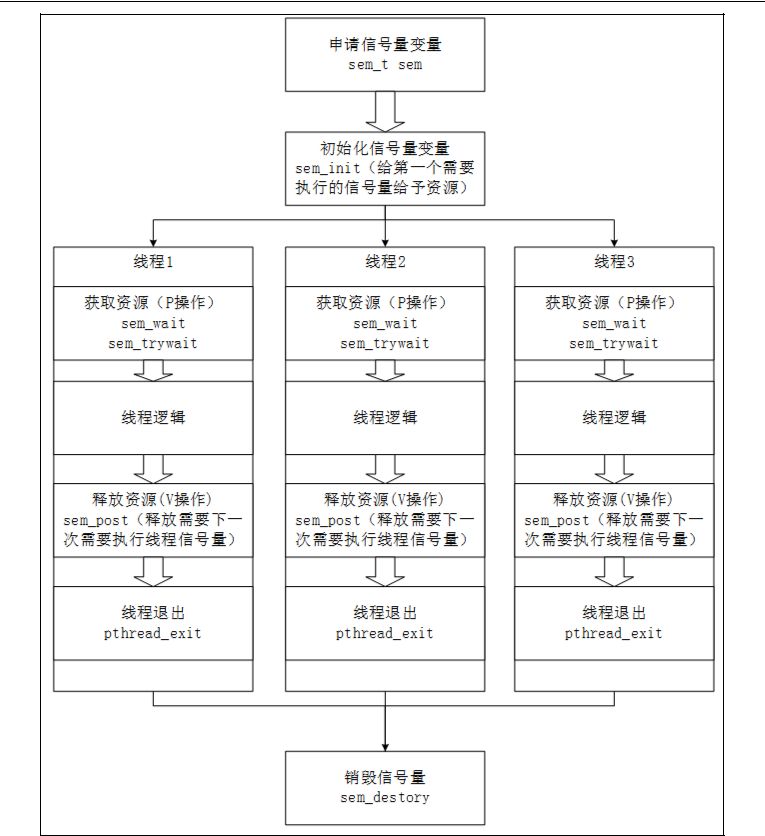 申请信号量变量
sem_t sem
初始化信号量变量
sem_init（给第一个需要
执行的信号量给予资源）
线程1
获取资源（P操作）
sem_wait
sem_trywait
线程逻辑
释放资源(V操作)
sem_post（释放需要下一
次需要执行线程信号量）
线程退出
pthread_exit
线程2
获取资源（P操作）
sem_wait
sem_trywait
线程逻辑
释放资源(V操作)
sem_post（释放需要下一
次需要执行线程信号量）
线程退出
pthread_exit
线程3
获取资源（P操作）
sem_wait
sem_trywait
线程逻辑
释放资源(V操作)
sem_post（释放需要下一
次需要执行线程信号量）
线程退出
pthread_exit
销毁信号量
sem_destory